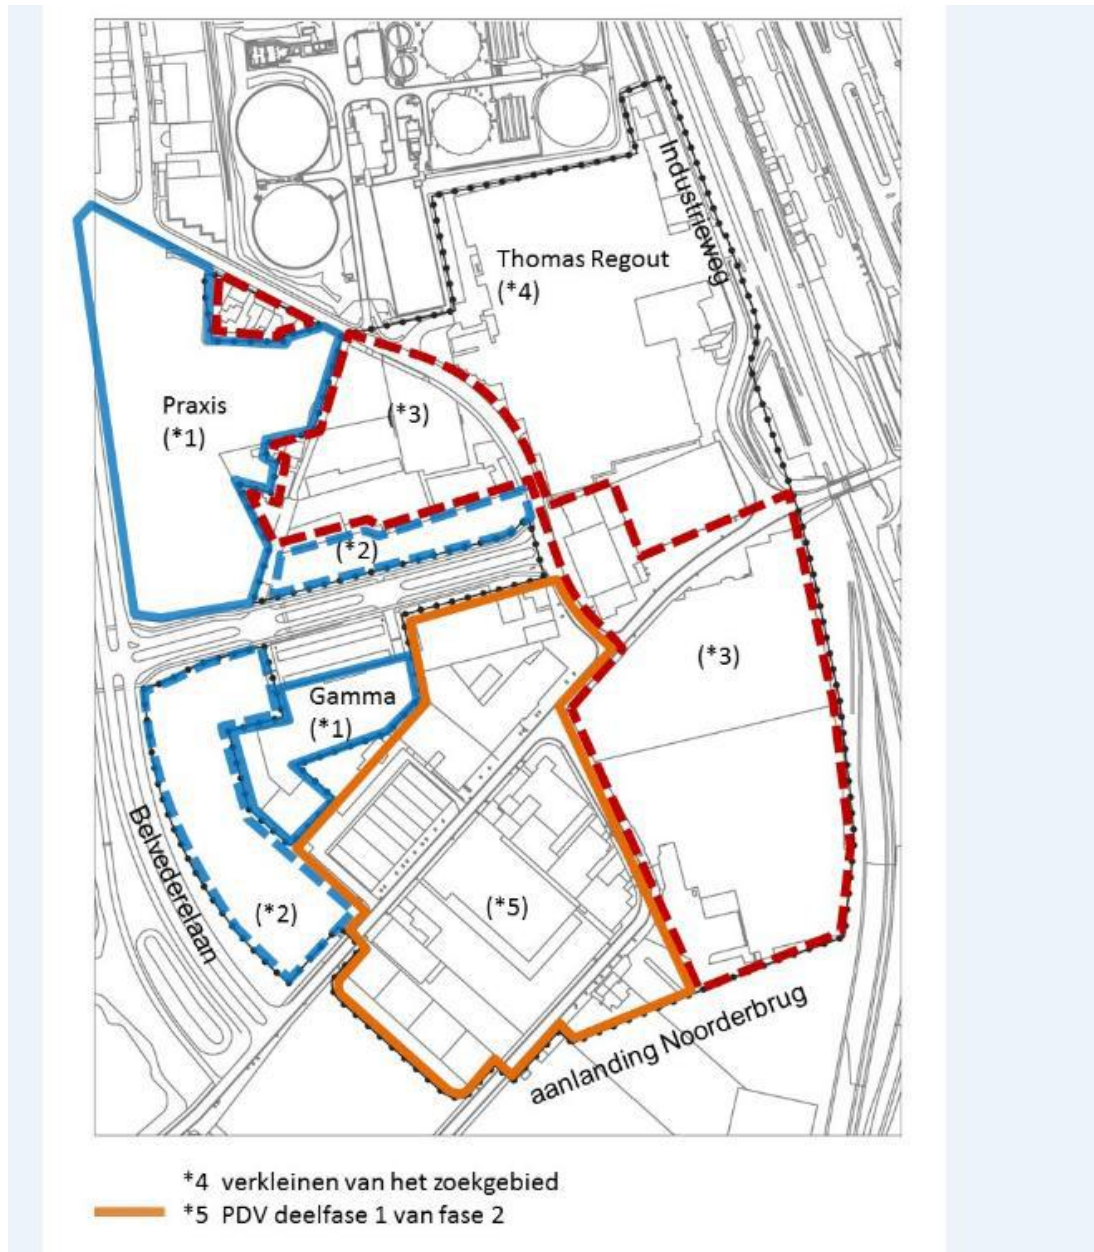 Industrieweg
Thomas Regout
(*4)
Praxis
(*1)
(*3)
(*2)
(*3)
Gamma
(*1)
Belvederelaan
(*2)
(*5)
aanlanding Noorderbrug
*4 verkleinen van het zoekgebied
*5 PDV deelfase 1 van fase 2